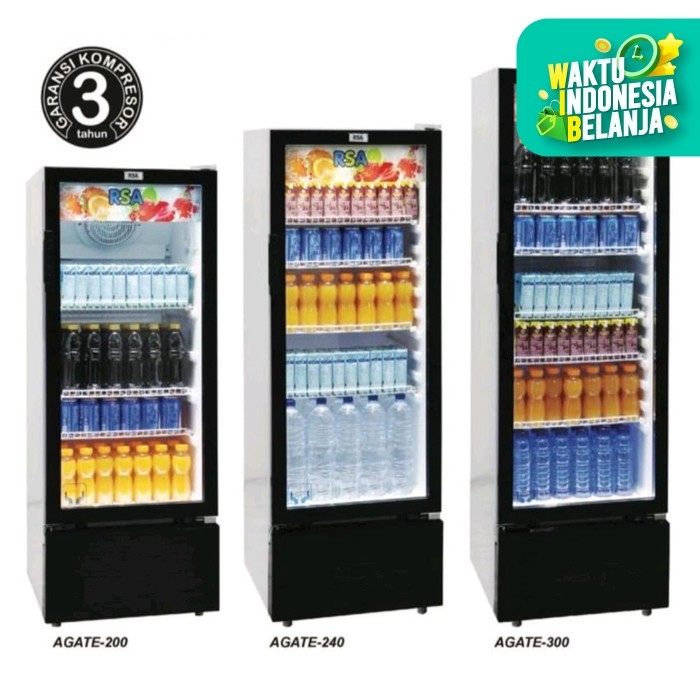 GARANSI KOMPRESOR
3
tahun
WAKTU
INDONESIA
BELANJA
RSA
RSA
RSA
RSA
AGATE-200
AGATE-240
AGATE-300